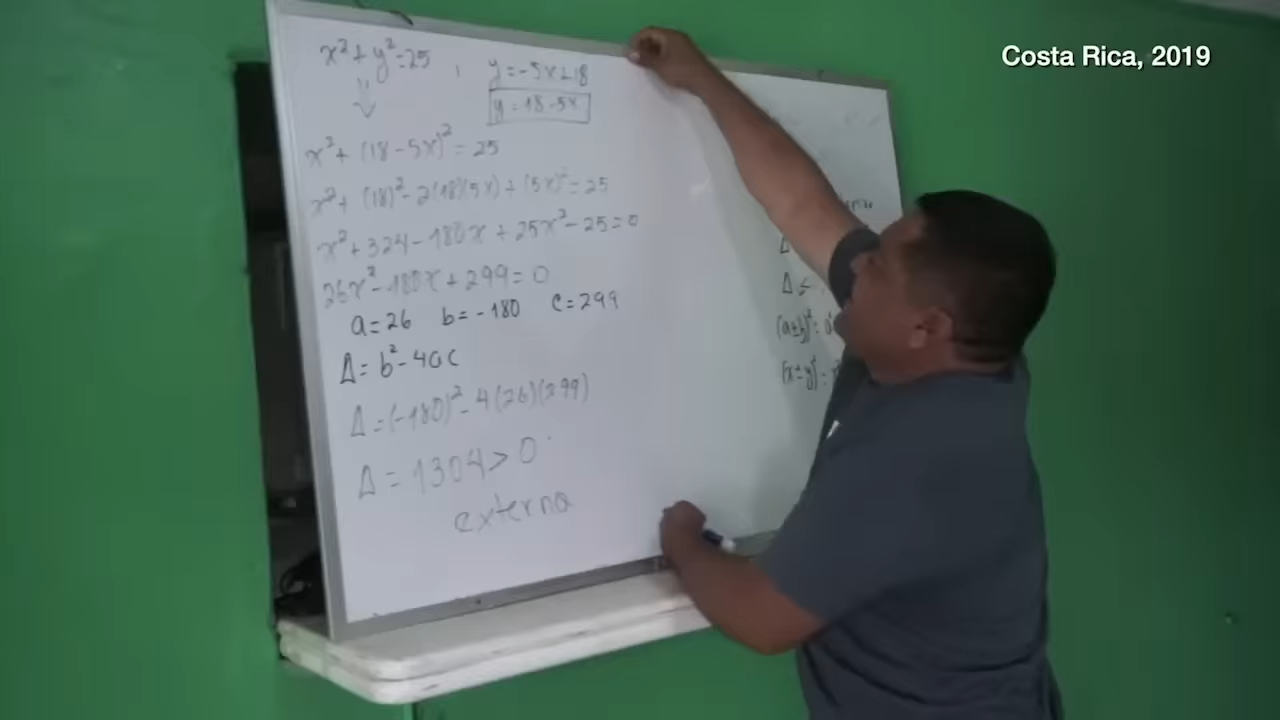 Costa Rica, 2019
x² + y² = 25 , y = -5x + 18
y = 18 - 5x
x² + (18 - 5x)² = 25
x² + (18)² - 2(18)(5x) + (5x)² = 25
x² + 324 - 180x + 25x² - 25 = 0
26x² - 180x + 299 = 0
a = 26 b = -180 c = 299
Δ = b² - 4ac
Δ = (-180)² - 4(26)(299)
Δ = 1304 > 0
externa
Δ
Δ <
(a±b)² =
(x±y)² =